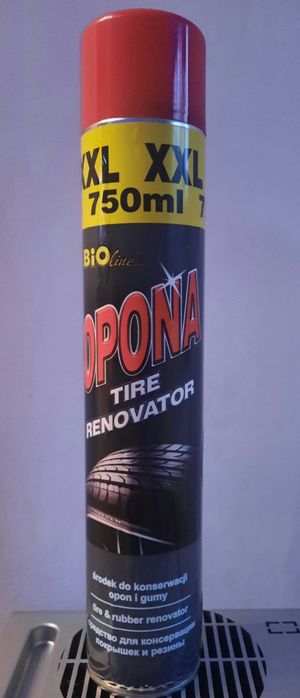 XXL XXL
750ml 7
BiOline
OPONA
TIRE
RENOVATOR
środek do konserwacji
opon i gumy
tire & rubber renovator
средство для консервации
покрышек и резины